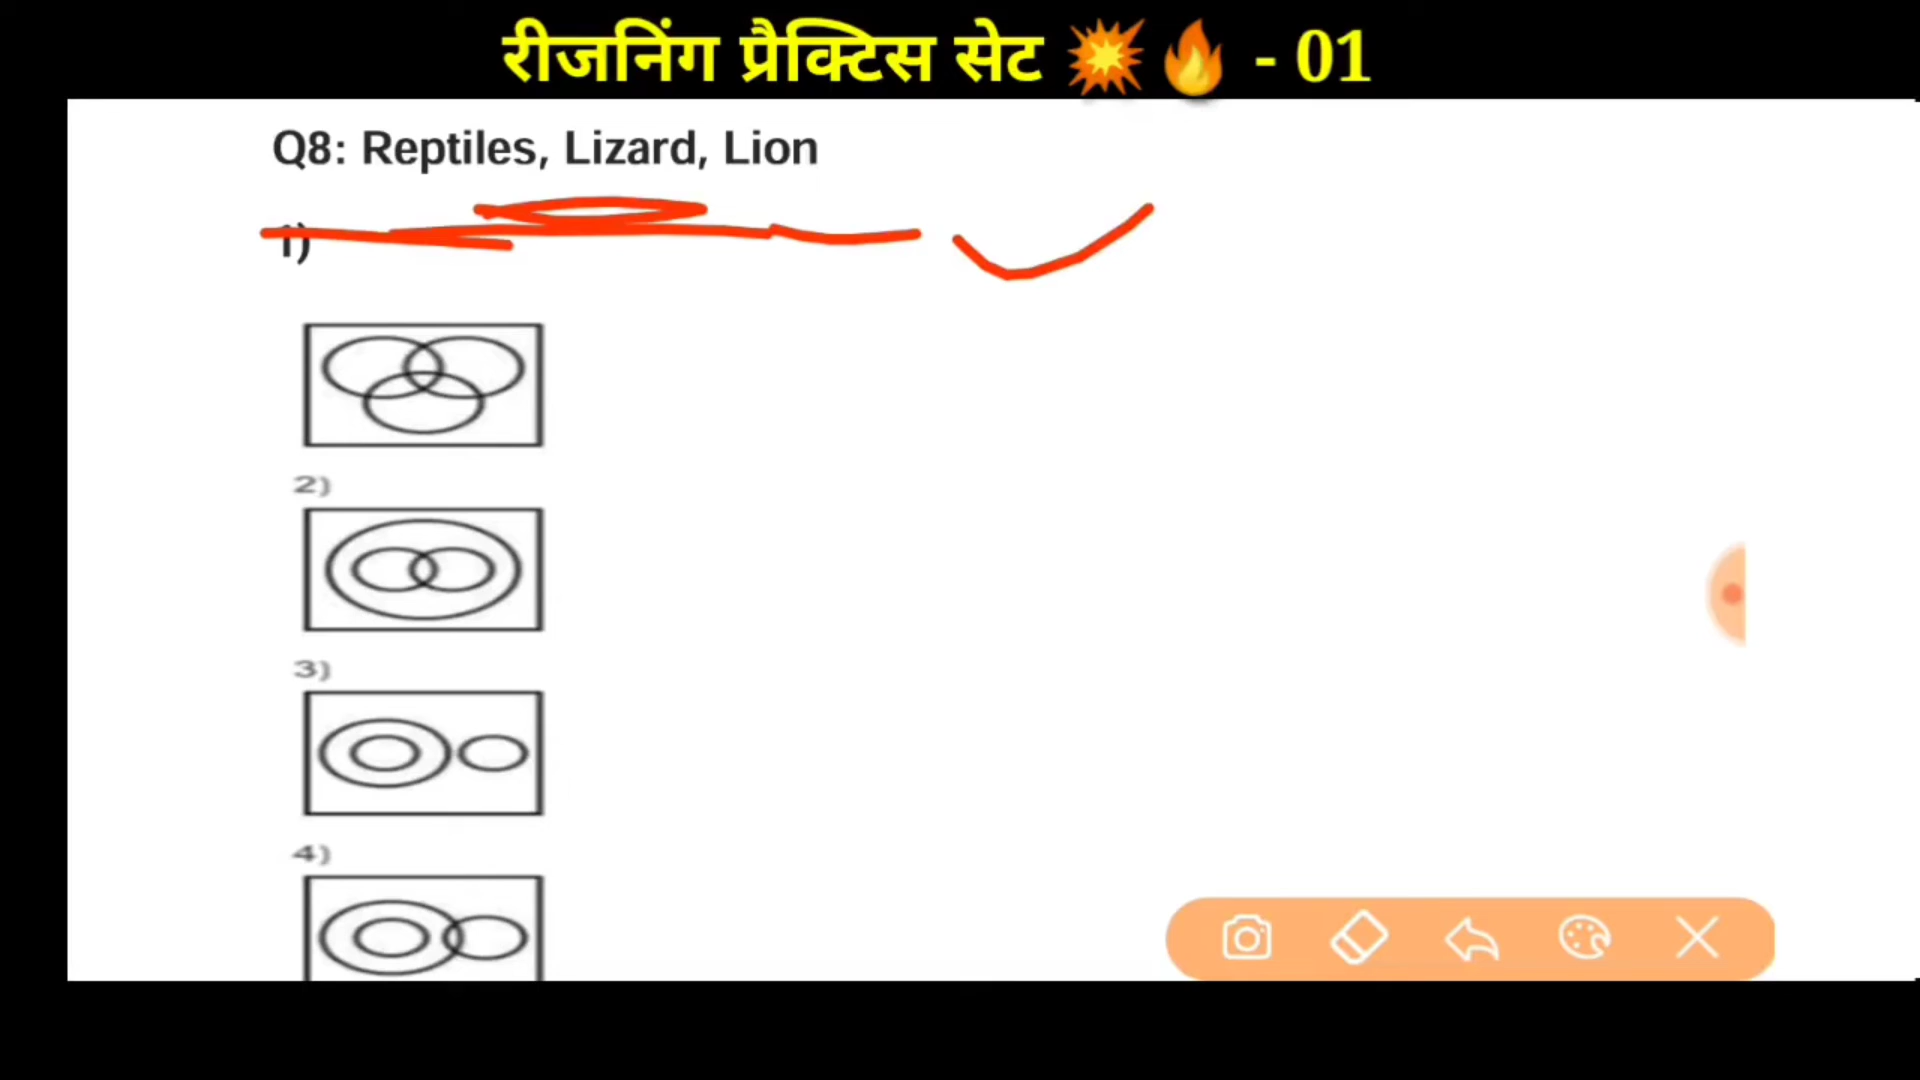 रीजनिंग प्रैक्टिस सेट 💥🔥 - 01
Q8: Reptiles, Lizard, Lion
1)
2)
3)
4)